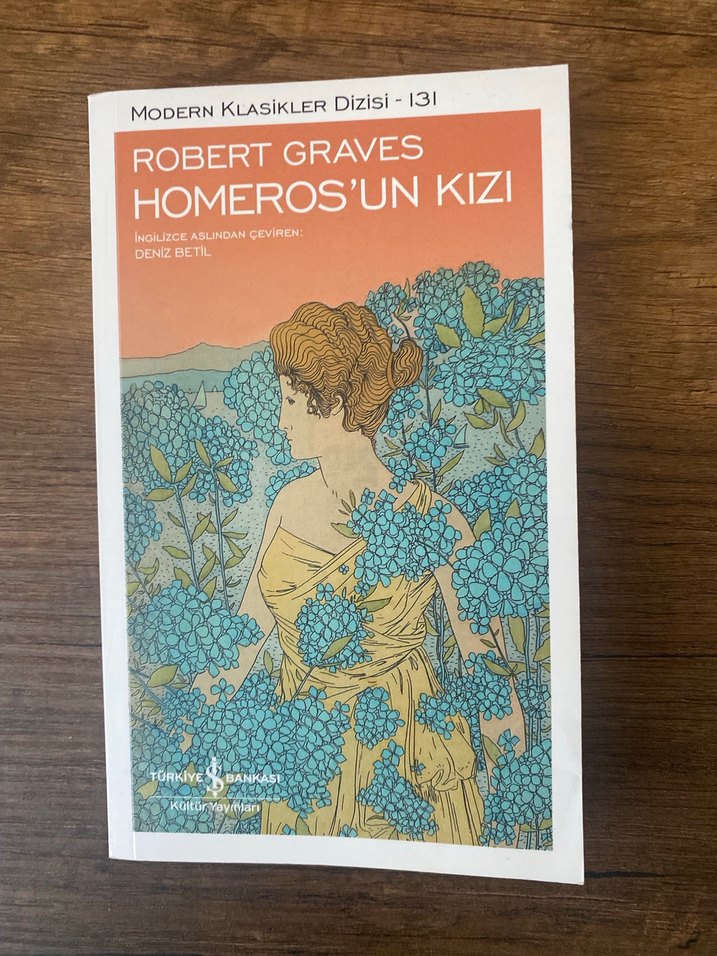 MODERN KLASİKLER DİZİSİ - 131
ROBERT GRAVES
HOMEROS'UN KIZI
İNGİLİZCE ASLINDAN ÇEVİREN:
DENİZ BETİL
TÜRKİYE İŞ BANKASI
Kültür Yayınları